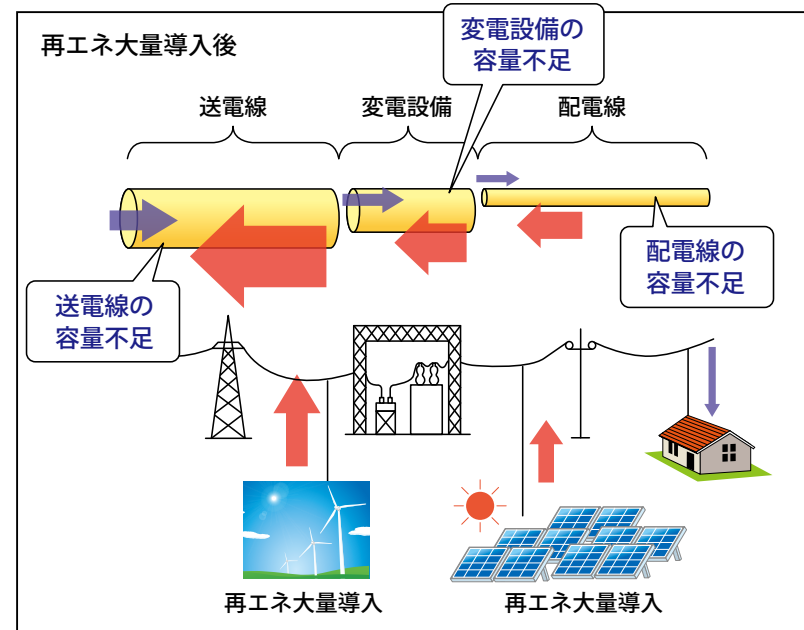 再エネ大量導入後
変電設備の
容量不足
送電線
変電設備
配電線
配電線の
容量不足
送電線の
容量不足
再エネ大量導入
再エネ大量導入